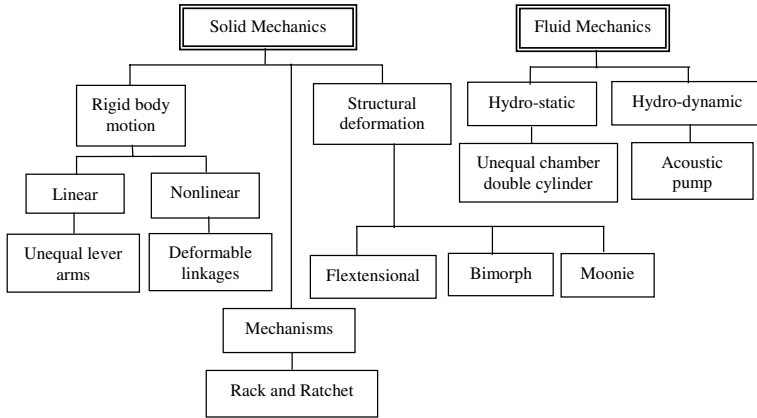 Solid Mechanics
Fluid Mechanics
Rigid body
motion
Structural
deformation
Hydro-static
Hydro-dynamic
Unequal chamber
double cylinder
Acoustic
pump
Linear
Nonlinear
Unequal lever
arms
Deformable
linkages
Flextensional
Bimorph
Moonie
Mechanisms
Rack and Ratchet